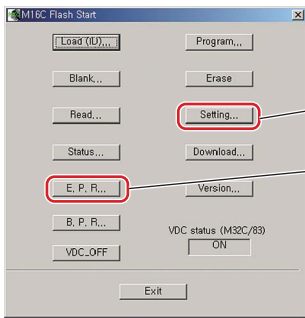 M16C Flash Start
Load (ID)... Program...
Blank... Erase
Read... Setting...
Status... Download...
E. P. R... Version...
B. P. R...
VDC status (M32C/83)
VDC_OFF ON
Exit